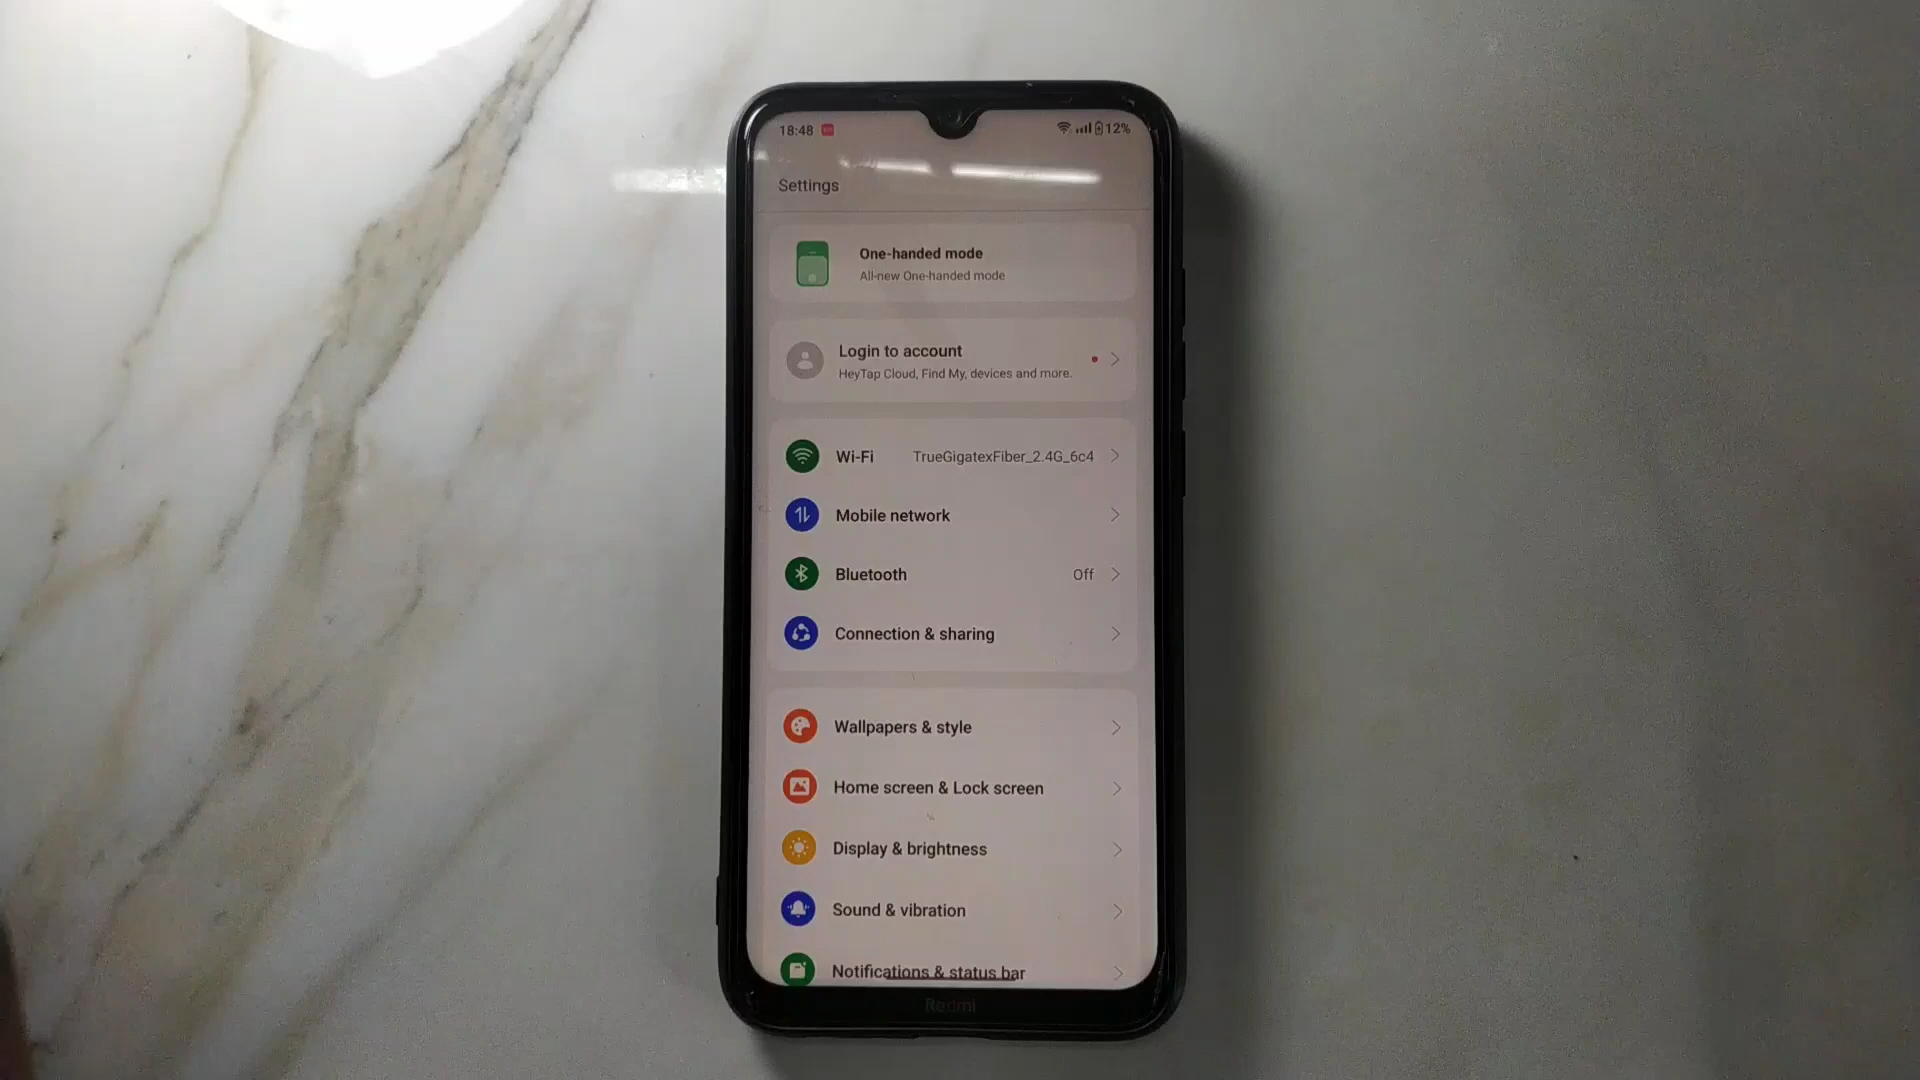 18:48 12%
Settings
One-handed mode
All-new One-handed mode
Login to account
HeyTap Cloud, Find My, devices and more.
Wi-Fi TrueGigatexFiber_2.4G_6c4
Mobile network
Bluetooth Off
Connection & sharing
Wallpapers & style
Home screen & Lock screen
Display & brightness
Sound & vibration
Notifications & status bar
Redmi